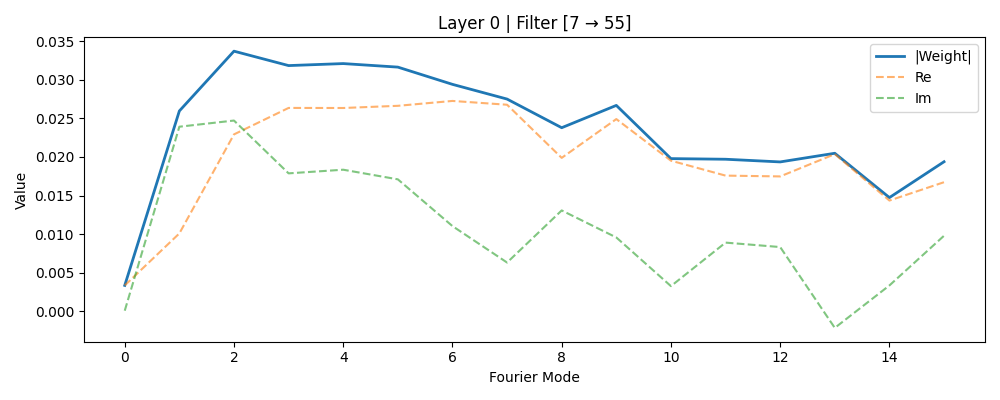 Layer 0 | Filter [7 → 55]
0.035
0.030
0.025
0.020
0.015
0.010
0.005
0.000
Value
|Weight|
Re
Im
0 2 4 6 8 10 12 14
Fourier Mode